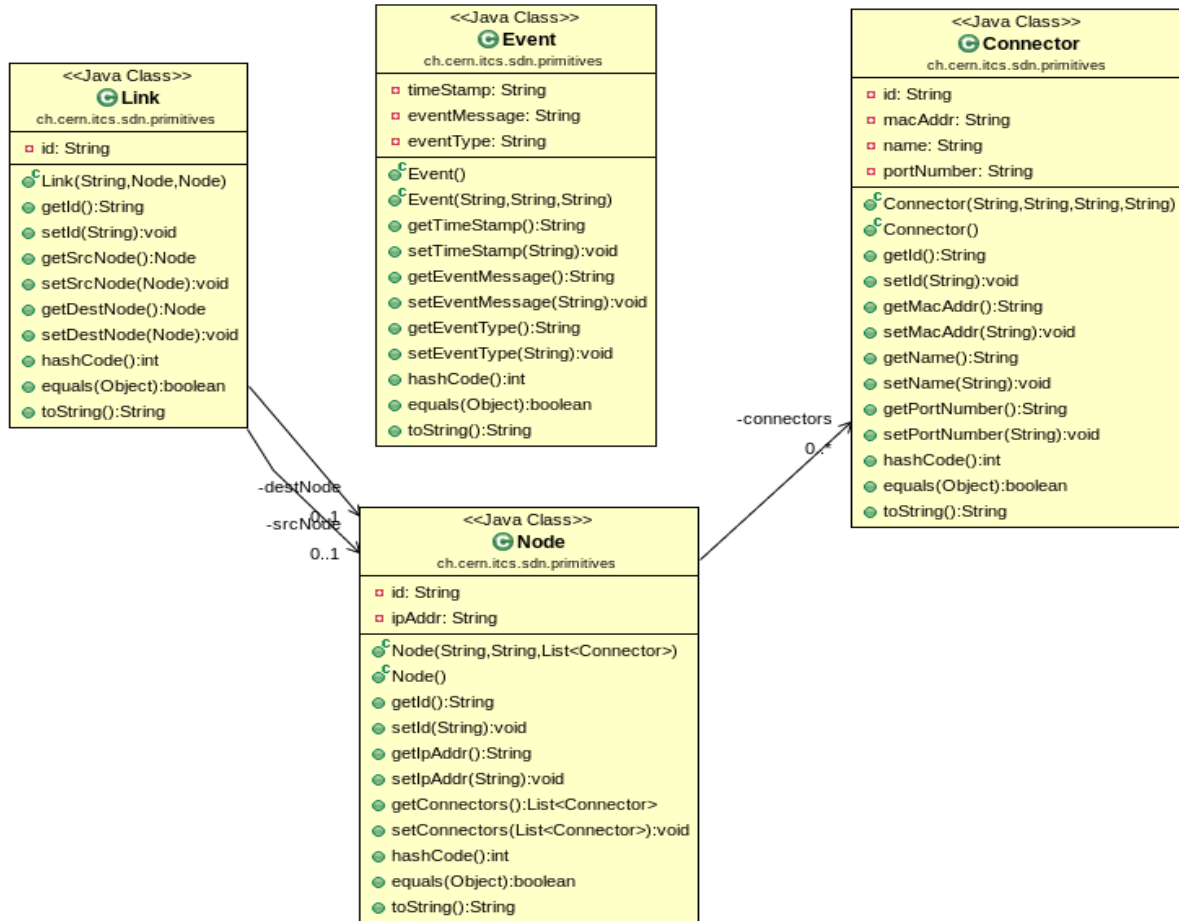 <<Java Class>>
Link
ch.cern.itcs.sdn.primitives
id: String
Link(String,Node,Node)
getId():String
setId(String):void
getSrcNode():Node
setSrcNode(Node):void
getDestNode():Node
setDestNode(Node):void
hashCode():int
equals(Object):boolean
toString():String
<<Java Class>>
Event
ch.cern.itcs.sdn.primitives
timeStamp: String
eventMessage: String
eventType: String
Event()
Event(String,String,String)
getTimeStamp():String
setTimeStamp(String):void
getEventMessage():String
setEventMessage(String):void
getEventType():String
setEventType(String):void
hashCode():int
equals(Object):boolean
toString():String
<<Java Class>>
Connector
ch.cern.itcs.sdn.primitives
id: String
macAddr: String
name: String
portNumber: String
Connector(String,String,String,String)
Connector()
getId():String
setId(String):void
getMacAddr():String
setMacAddr(String):void
getName():String
setName(String):void
getPortNumber():String
setPortNumber(String):void
hashCode():int
equals(Object):boolean
toString():String
-connectors
0..*
-destNode
0..1
-srcNode
0..1
<<Java Class>>
Node
ch.cern.itcs.sdn.primitives
id: String
ipAddr: String
Node(String,String,List<Connector>)
Node()
getId():String
setId(String):void
getIpAddr():String
setIpAddr(String):void
getConnectors():List<Connector>
setConnectors(List<Connector>):void
hashCode():int
equals(Object):boolean
toString():String